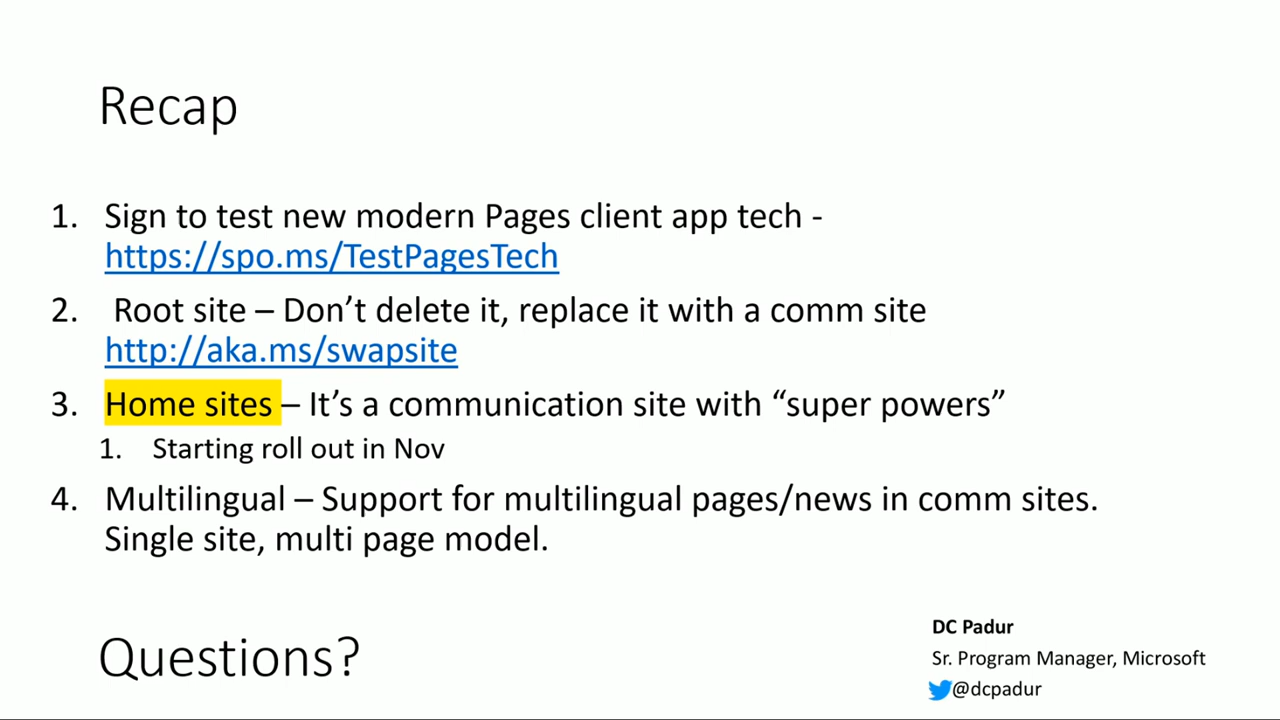 Recap
1. Sign to test new modern Pages client app tech -
https://spo.ms/TestPagesTech
2. Root site – Don’t delete it, replace it with a comm site
http://aka.ms/swapsite
3. Home sites – It’s a communication site with “super powers”
1. Starting roll out in Nov
4. Multilingual – Support for multilingual pages/news in comm sites.
Single site, multi page model.
Questions?
DC Padur
Sr. Program Manager, Microsoft
@dcpadur